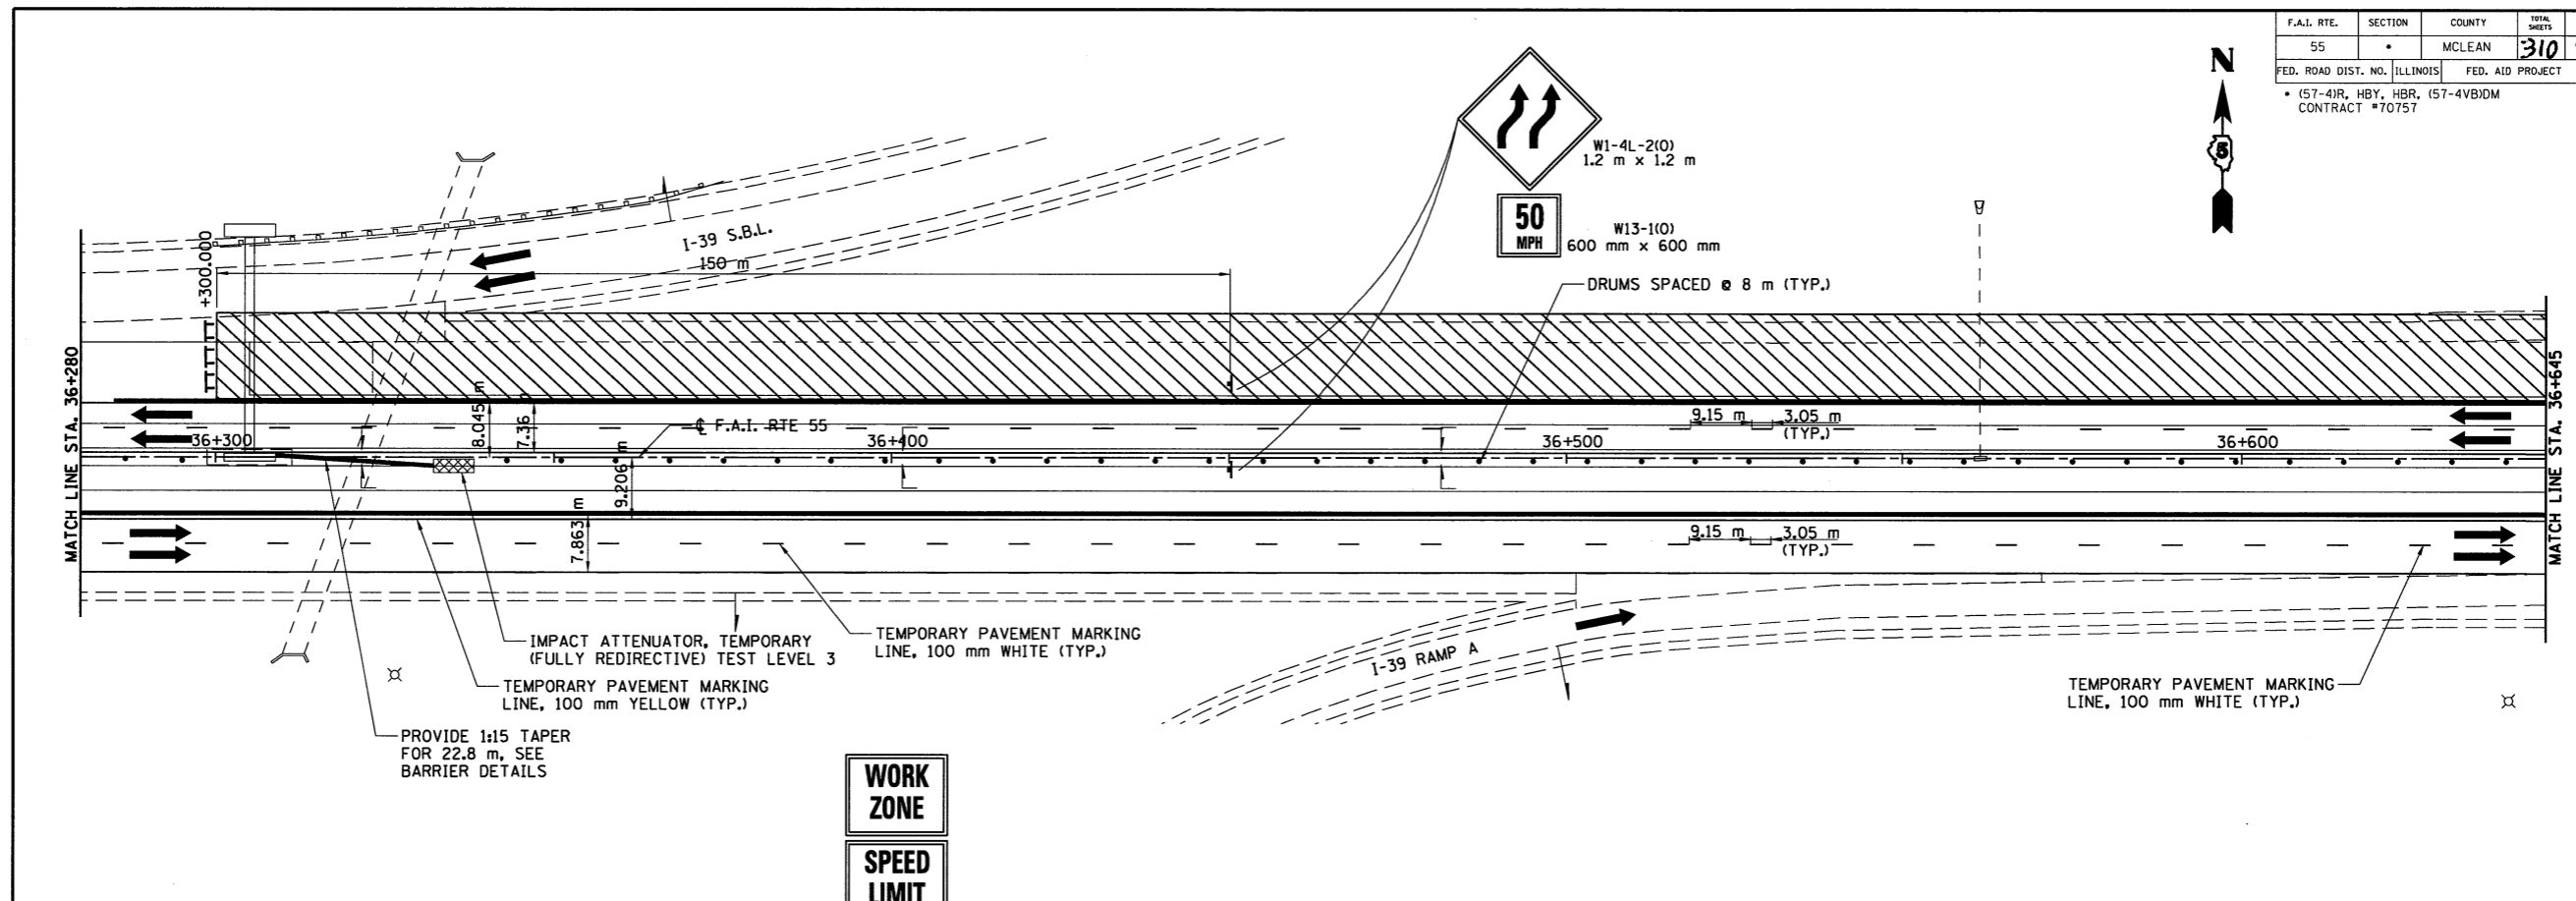 F.A.I. RTE. SECTION COUNTY TOTAL SHEETS
55 • MCLEAN 310
FED. ROAD DIST. NO. ILLINOIS FED. AID PROJECT
• (57-4)R, HBY, HBR, (57-4VB)DM
CONTRACT #70757
N
5
W1-4L-2(O)
1.2 m x 1.2 m
50
MPH
W13-1(O)
600 mm x 600 mm
DRUMS SPACED @ 8 m (TYP.)
I-39 S.B.L.
150 m
+300.000
MATCH LINE STA. 36+280
MATCH LINE STA. 36+645
8.045 m
7.36
9.206 m
7.863 m
℄ F.A.I. RTE 55
36+300
36+400
36+500
36+600
9.15 m
3.05 m
(TYP.)
9.15 m
3.05 m
(TYP.)
IMPACT ATTENUATOR, TEMPORARY
(FULLY REDIRECTIVE) TEST LEVEL 3
TEMPORARY PAVEMENT MARKING
LINE, 100 mm WHITE (TYP.)
TEMPORARY PAVEMENT MARKING
LINE, 100 mm YELLOW (TYP.)
PROVIDE 1:15 TAPER
FOR 22.8 m, SEE
BARRIER DETAILS
I-39 RAMP A
TEMPORARY PAVEMENT MARKING
LINE, 100 mm WHITE (TYP.)
WORK
ZONE
SPEED
LIMIT